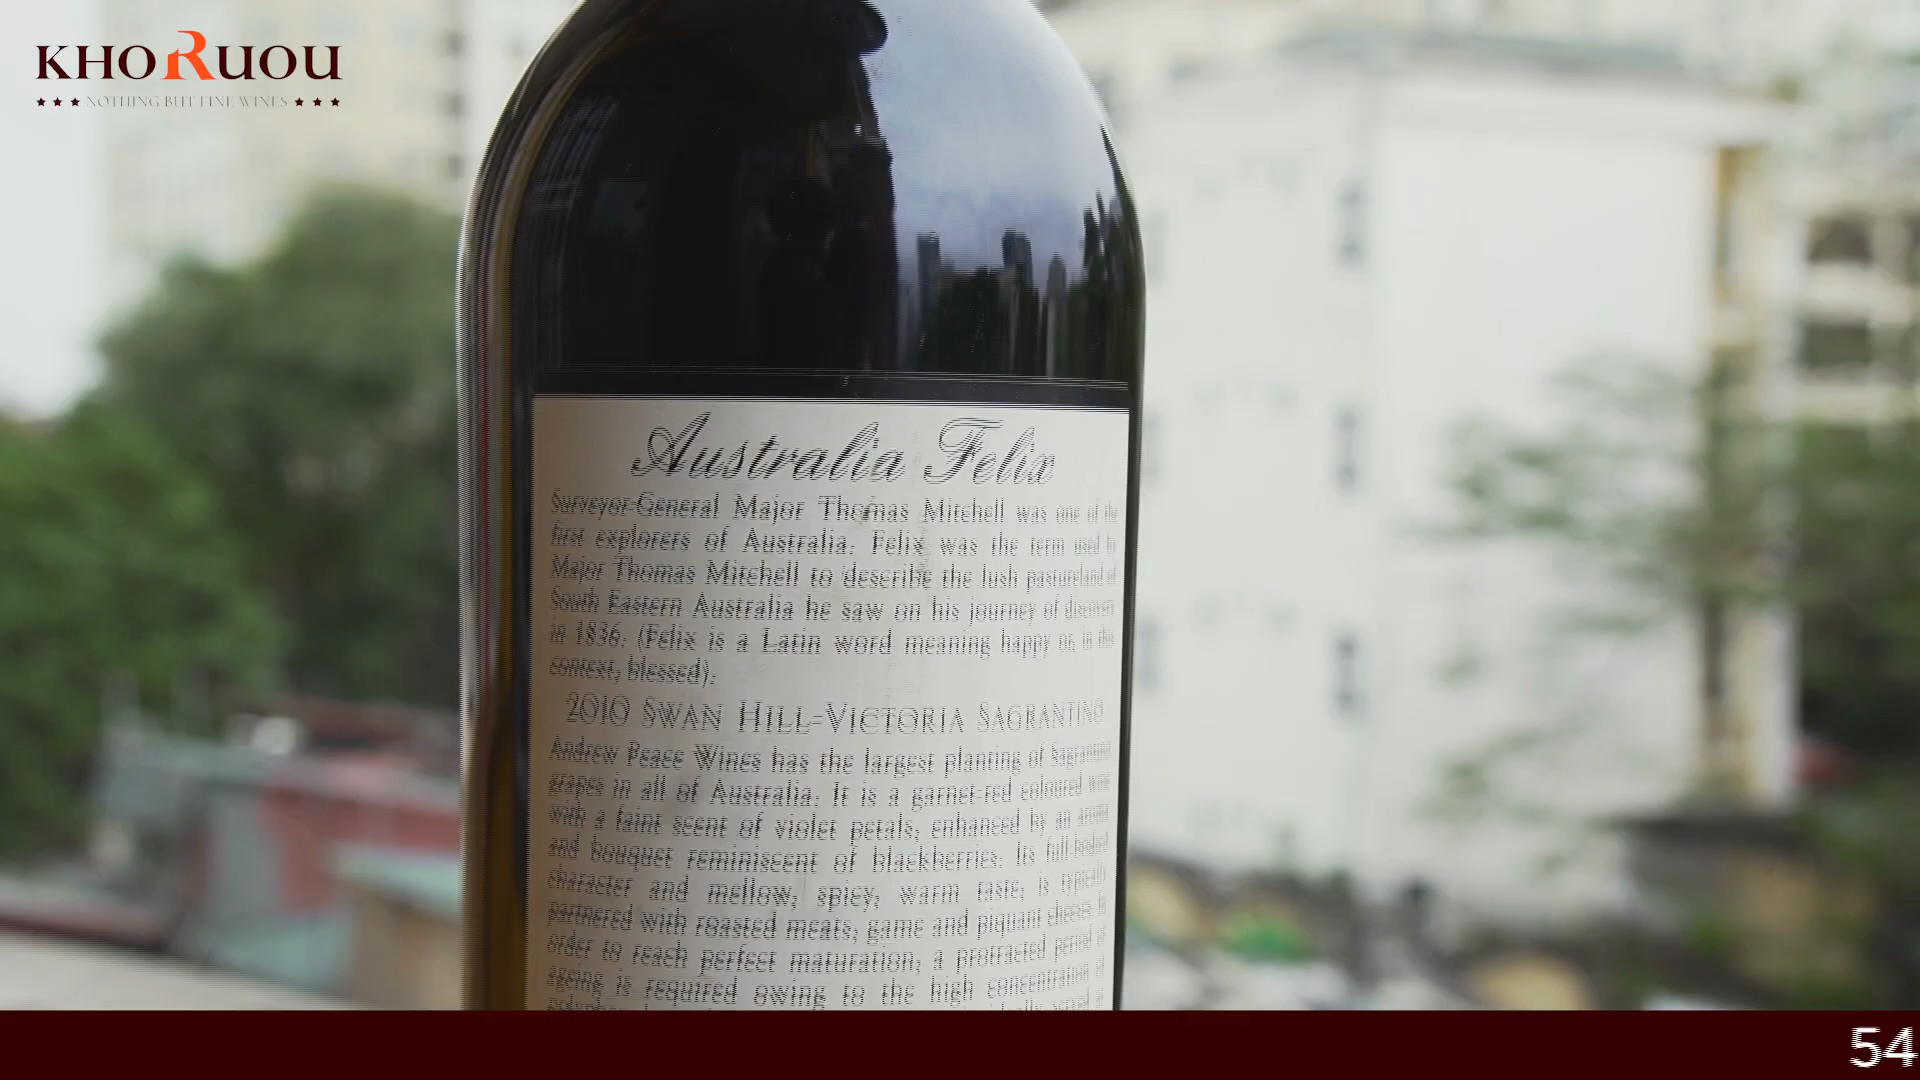 KHORUOU
NOTHING BUT FINE WINES
Australia Felix
Surveyor-General Major Thomas Mitchell was one of the
first explorers of Australia. Felix was the term used by
Major Thomas Mitchell to describe the lush pastureland of
South Eastern Australia he saw on his journey of discovery
in 1836. (Felix is a Latin word meaning happy or, in this
context, blessed).
2010 SWAN HILL-VICTORIA SAGRANTINO
Andrew Peace Wines has the largest planting of Sagrantino
grapes in all of Australia. It is a garnet-red coloured wine
with a faint scent of violet petals, enhanced by an aroma
and bouquet reminiscent of blackberries. Its full-bodied
character and mellow, spicy, warm taste, is typically
partnered with roasted meats, game and piquant cheeses. In
order to reach perfect maturation, a protracted period of
ageing is required owing to the high concentration of
54